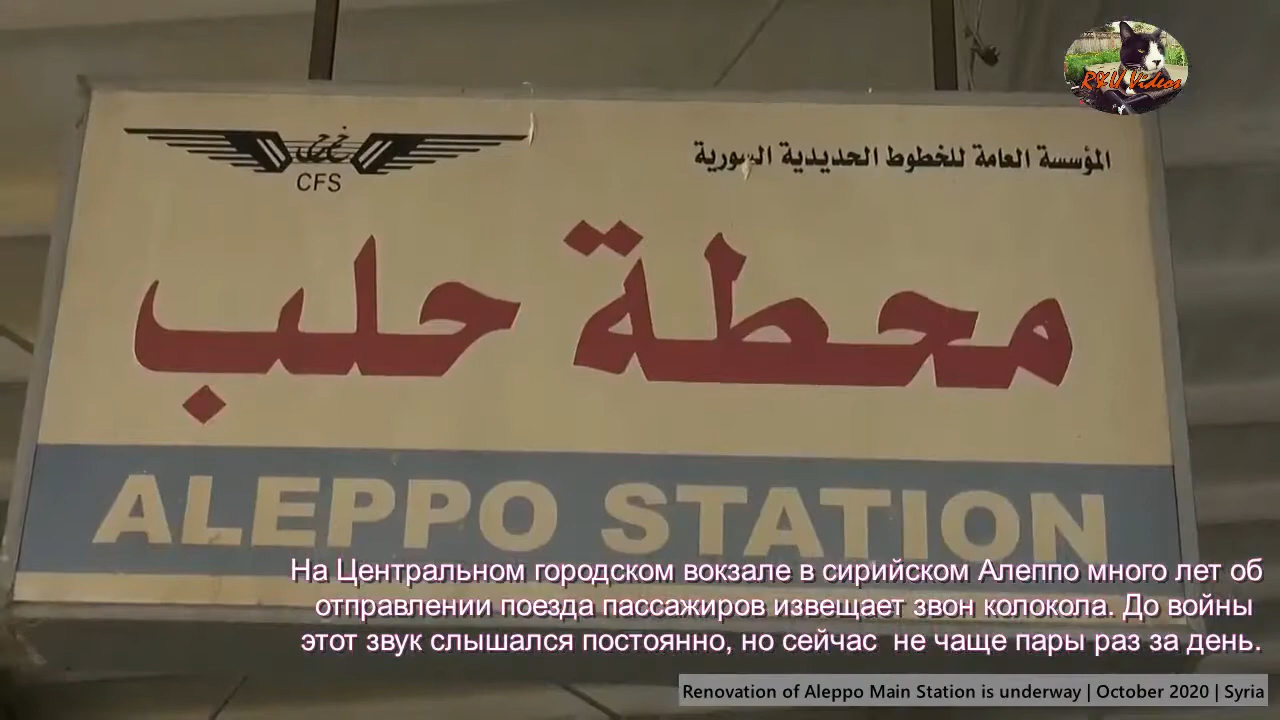 R&U Videos
خ ح س
CFS
المؤسسة العامة للخطوط الحديدية السورية
محطة حلب
ALEPPO STATION
На Центральном городском вокзале в сирийском Алеппо много лет об
отправлении поезда пассажиров извещает звон колокола. До войны
этот звук слышался постоянно, но сейчас не чаще пары раз за день.
Renovation of Aleppo Main Station is underway | October 2020 | Syria